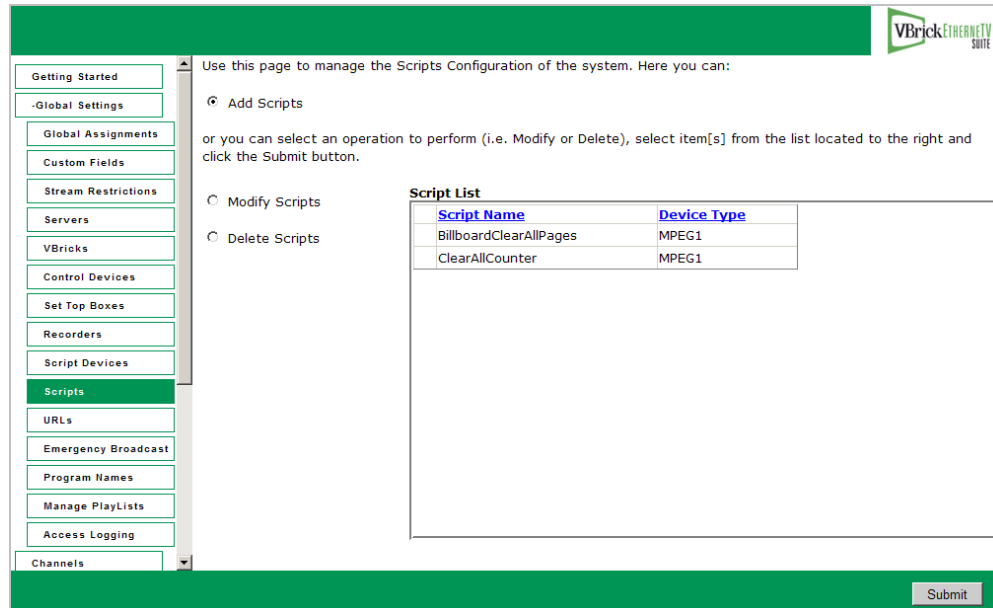 VBrick ETHERNETV
SUITE
Getting Started
-Global Settings
Global Assignments
Custom Fields
Stream Restrictions
Servers
VBricks
Control Devices
Set Top Boxes
Recorders
Script Devices
Scripts
URLs
Emergency Broadcast
Program Names
Manage PlayLists
Access Logging
Channels
Use this page to manage the Scripts Configuration of the system. Here you can:
Add Scripts
or you can select an operation to perform (i.e. Modify or Delete), select item[s] from the list located to the right and
click the Submit button.
Modify Scripts
Delete Scripts
Script List
Script Name Device Type
BillboardClearAllPages MPEG1
ClearAllCounter MPEG1
Submit